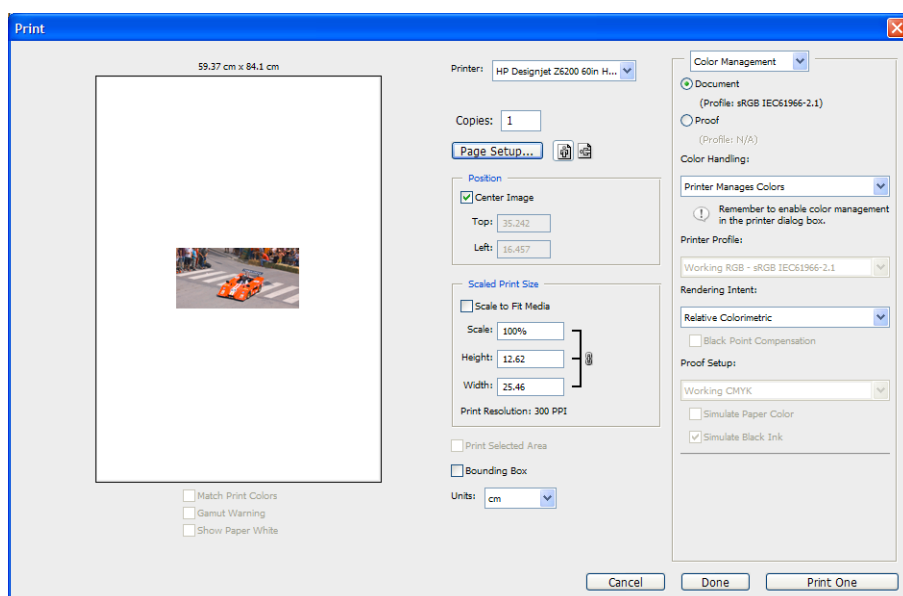 Print
59.37 cm x 84.1 cm
Match Print Colors
Gamut Warning
Show Paper White
Printer: HP Designjet Z6200 60in H...
Copies: 1
Page Setup...
Position
Center Image
Top: 35.242
Left: 16.457
Scaled Print Size
Scale to Fit Media
Scale: 100%
Height: 12.62
Width: 25.46
Print Resolution: 300 PPI
Print Selected Area
Bounding Box
Units: cm
Color Management
Document
(Profile: sRGB IEC61966-2.1)
Proof
(Profile: N/A)
Color Handling:
Printer Manages Colors
Remember to enable color management
in the printer dialog box.
Printer Profile:
Working RGB - sRGB IEC61966-2.1
Rendering Intent:
Relative Colorimetric
Black Point Compensation
Proof Setup:
Working CMYK
Simulate Paper Color
Simulate Black Ink
Cancel
Done
Print One